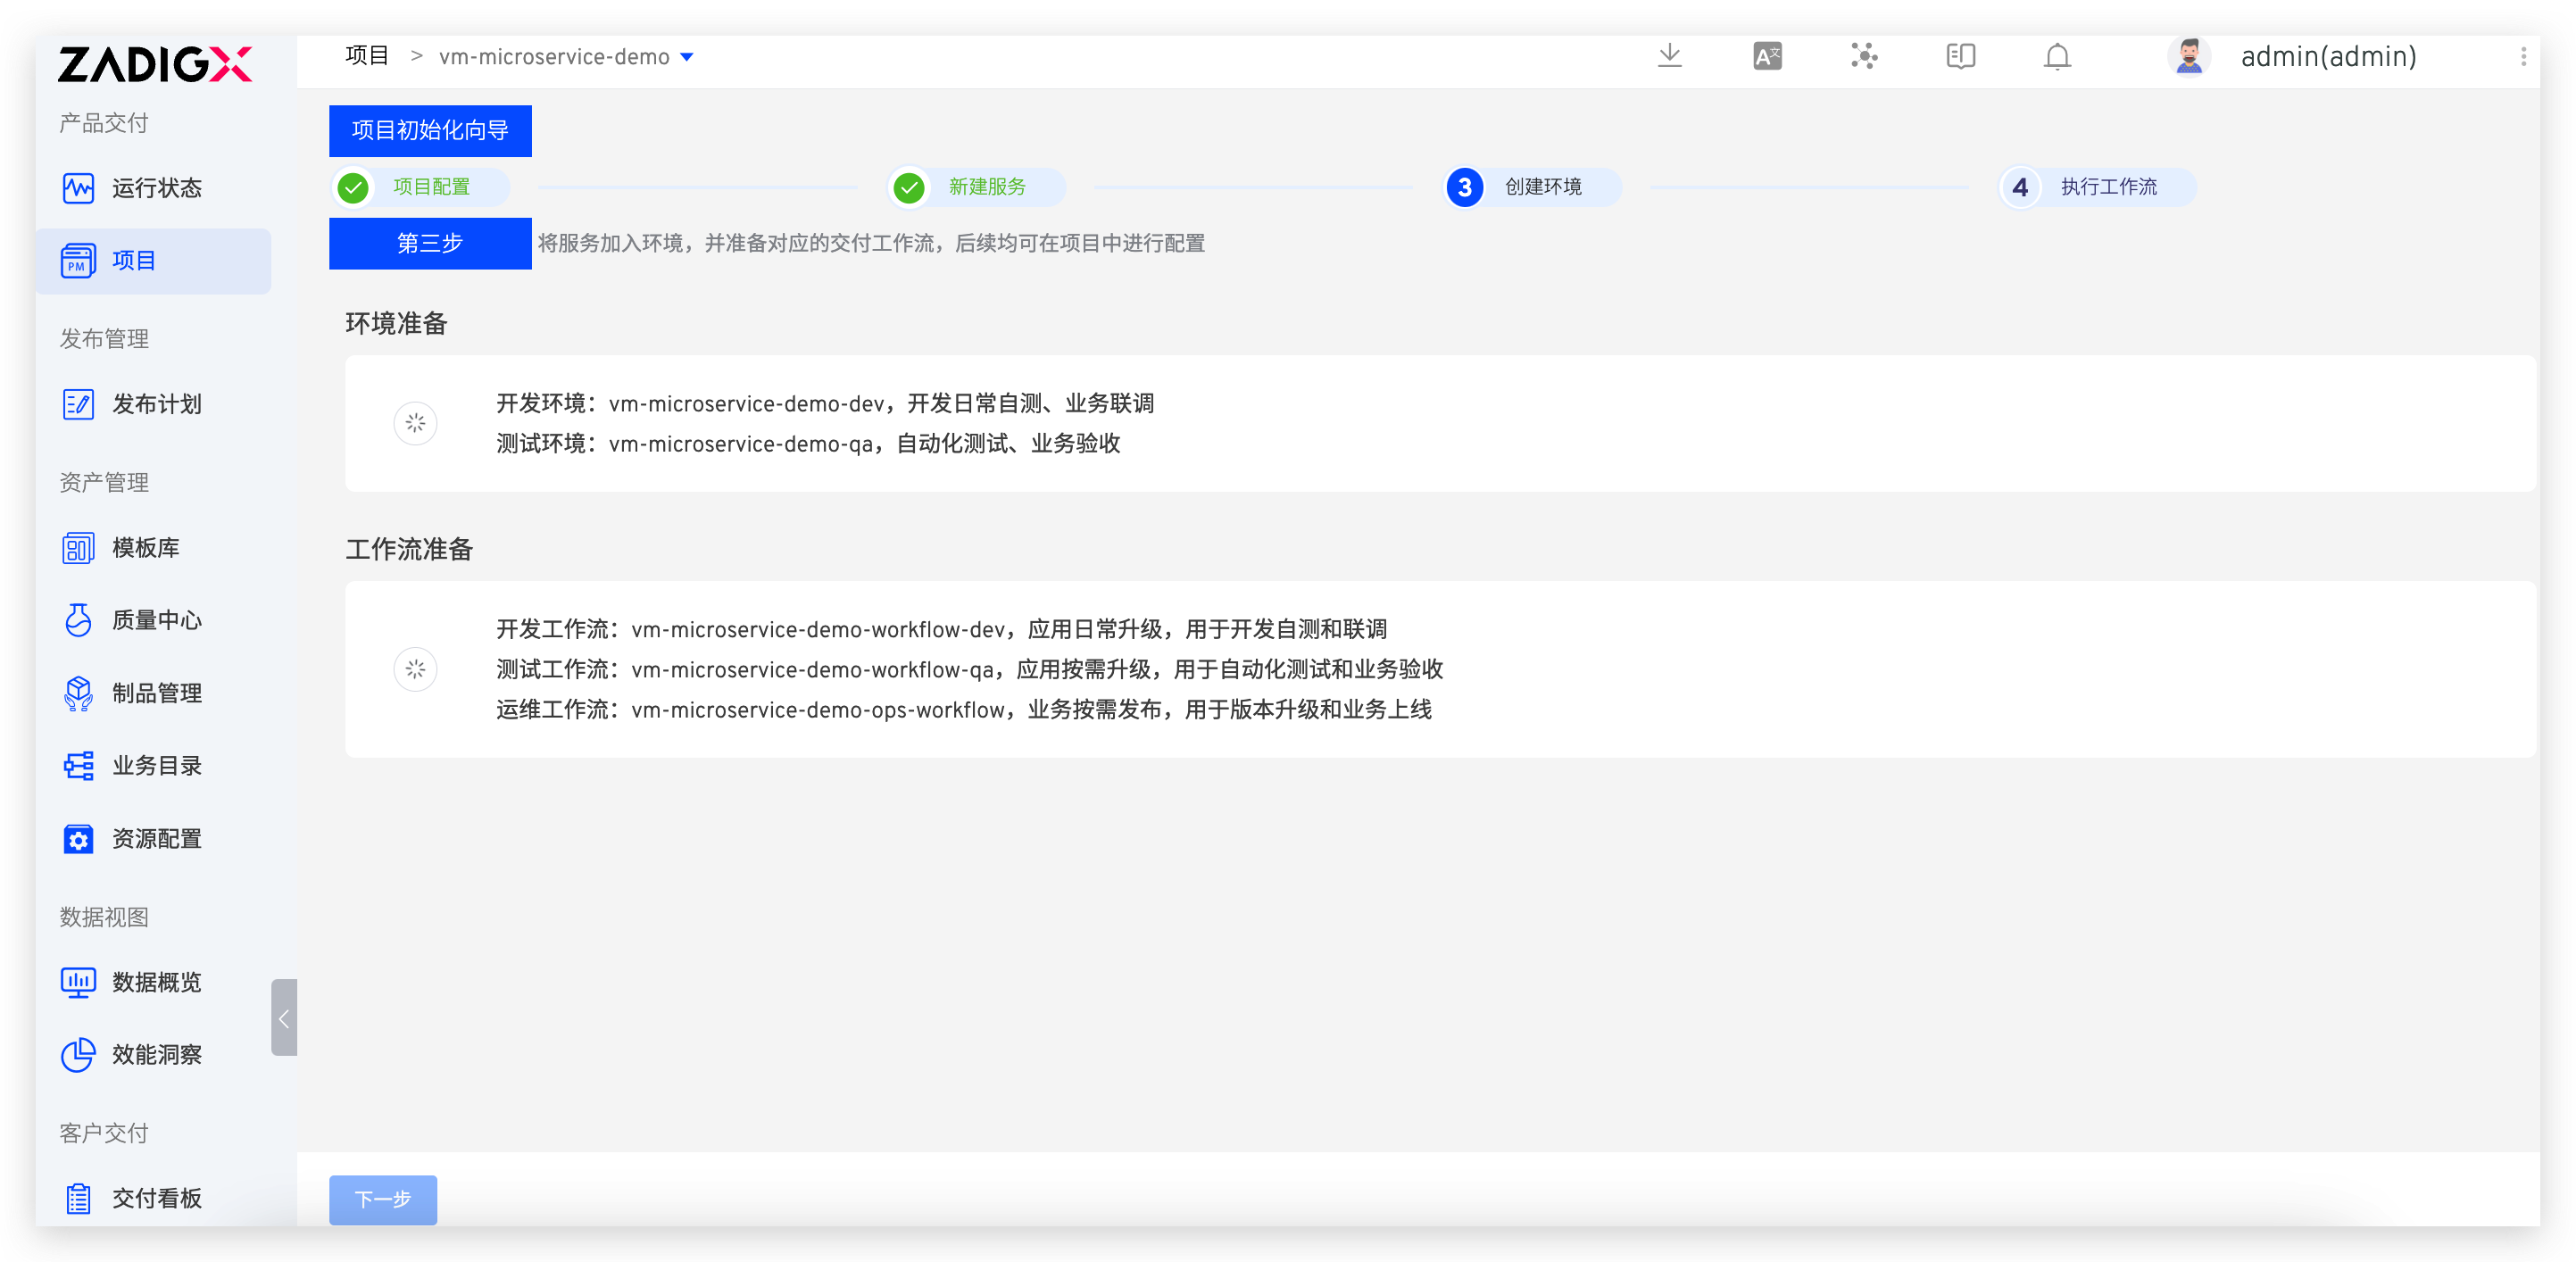 ZADIGX
项目 > vm-microservice-demo
A文
admin(admin)
产品交付
运行状态
PM 项目
发布管理
发布计划
资产管理
模板库
质量中心
制品管理
业务目录
资源配置
数据视图
数据概览
效能洞察
客户交付
交付看板
项目初始化向导
项目配置
新建服务
3 创建环境
4 执行工作流
第三步 将服务加入环境，并准备对应的交付工作流，后续均可在项目中进行配置
环境准备
开发环境：vm-microservice-demo-dev，开发日常自测、业务联调
测试环境：vm-microservice-demo-qa，自动化测试、业务验收
工作流准备
开发工作流：vm-microservice-demo-workflow-dev，应用日常升级，用于开发自测和联调
测试工作流：vm-microservice-demo-workflow-qa，应用按需升级，用于自动化测试和业务验收
运维工作流：vm-microservice-demo-ops-workflow，业务按需发布，用于版本升级和业务上线
下一步